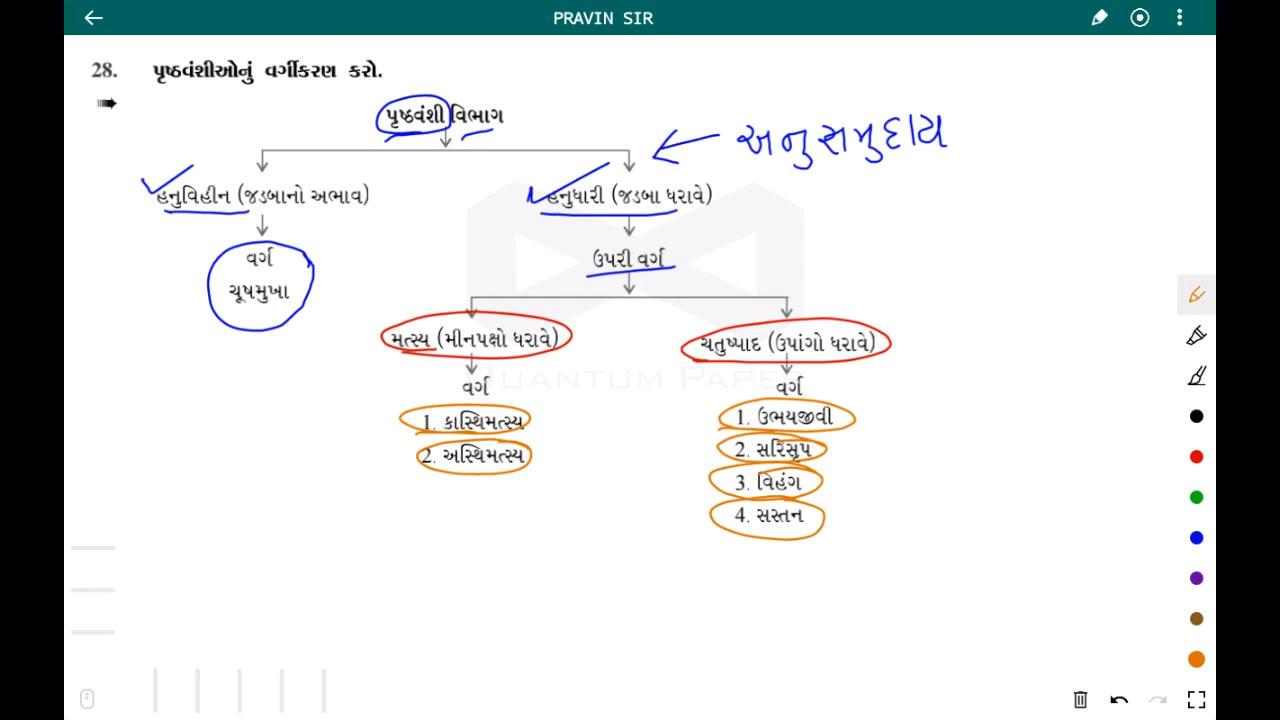 PRAVIN SIR
28. પૃષ્ઠવંશીઓનું વર્ગીકરણ કરો.
પૃષ્ઠવંશી વિભાગ
અનુસમુદાય
હનુવિહીન (જડબાનો અભાવ)
હનુધારી (જડબા ધરાવે)
વર્ગ
ચૂષમુખા
ઉપરી વર્ગ
મત્સ્ય (મીનપક્ષો ધરાવે)
ચતુષ્પાદ (ઉપાંગો ધરાવે)
QUANTUM PAPER
વર્ગ
1. કાસ્થિમત્સ્ય
2. અસ્થિમત્સ્ય
વર્ગ
1. ઉભયજીવી
2. સરિસૃપ
3. વિહંગ
4. સસ્તન